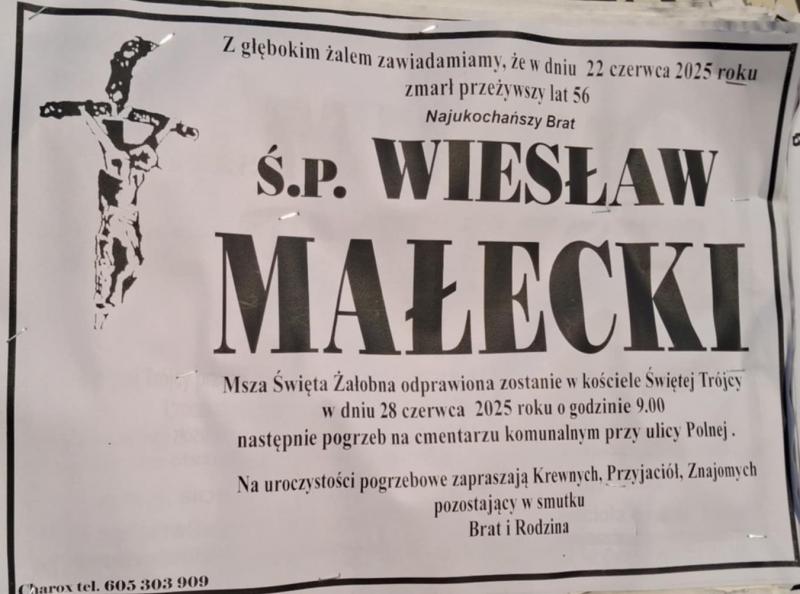 Z głębokim żalem zawiadamiamy, że w dniu 22 czerwca 2025 roku
zmarł przeżywszy lat 56
Najukochańszy Brat
Ś.P. WIESŁAW
MAŁECKI
Msza Święta Żałobna odprawiona zostanie w kościele Świętej Trójcy
w dniu 28 czerwca 2025 roku o godzinie 9.00
następnie pogrzeb na cmentarzu komunalnym przy ulicy Polnej .
Na uroczystości pogrzebowe zapraszają Krewnych, Przyjaciół, Znajomych
pozostający w smutku
Brat i Rodzina
Charox tel. 605 303 909